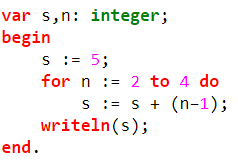 var s,n: integer;
begin
    s := 5;
    for n := 2 to 4 do
        s := s + (n-1);
    writeln(s);
end.